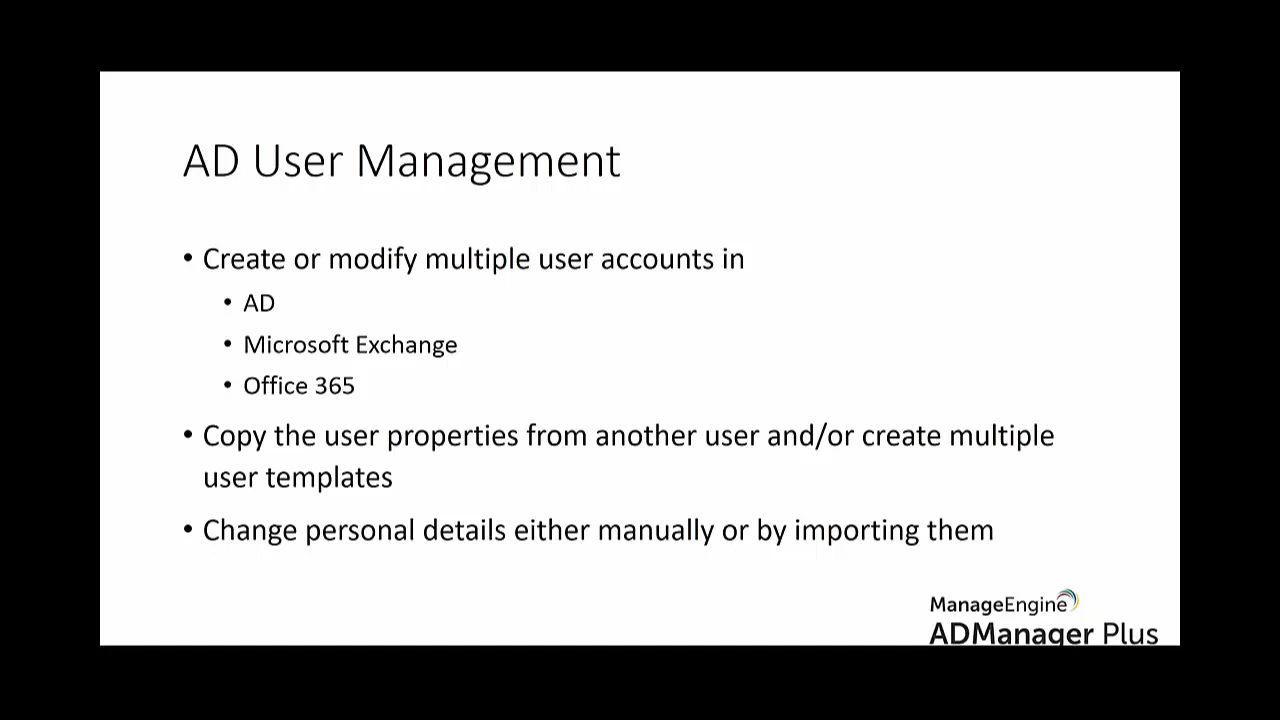 AD User Management
• Create or modify multiple user accounts in
• AD
• Microsoft Exchange
• Office 365
• Copy the user properties from another user and/or create multiple
user templates
• Change personal details either manually or by importing them
ManageEngine
ADManager Plus